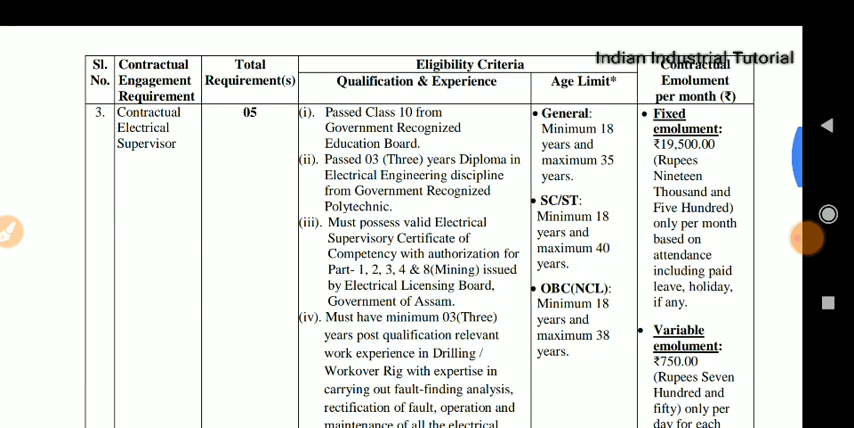 Indian Industrial Tutorial
Sl. No.
Contractual Engagement Requirement
Total Requirement(s)
Eligibility Criteria
Qualification & Experience
Age Limit*
Contractual
Emolument
per month (₹)
3.
Contractual
Electrical
Supervisor
05
(i). Passed Class 10 from
Government Recognized
Education Board.
(ii). Passed 03 (Three) years Diploma in
Electrical Engineering discipline
from Government Recognized
Polytechnic.
(iii). Must possess valid Electrical
Supervisory Certificate of
Competency with authorization for
Part- 1, 2, 3, 4 & 8(Mining) issued
by Electrical Licensing Board,
Government of Assam.
(iv). Must have minimum 03(Three)
years post qualification relevant
work experience in Drilling /
Workover Rig with expertise in
carrying out fault-finding analysis,
rectification of fault, operation and
maintenance of all the electrical
• General:
Minimum 18
years and
maximum 35
years.
• SC/ST:
Minimum 18
years and
maximum 40
years.
• OBC(NCL):
Minimum 18
years and
maximum 38
years.
• Fixed
emolument:
₹19,500.00
(Rupees
Nineteen
Thousand and
Five Hundred)
only per month
based on
attendance
including paid
leave, holiday,
if any.
• Variable
emolument:
₹750.00
(Rupees Seven
Hundred and
fifty) only per
day for each